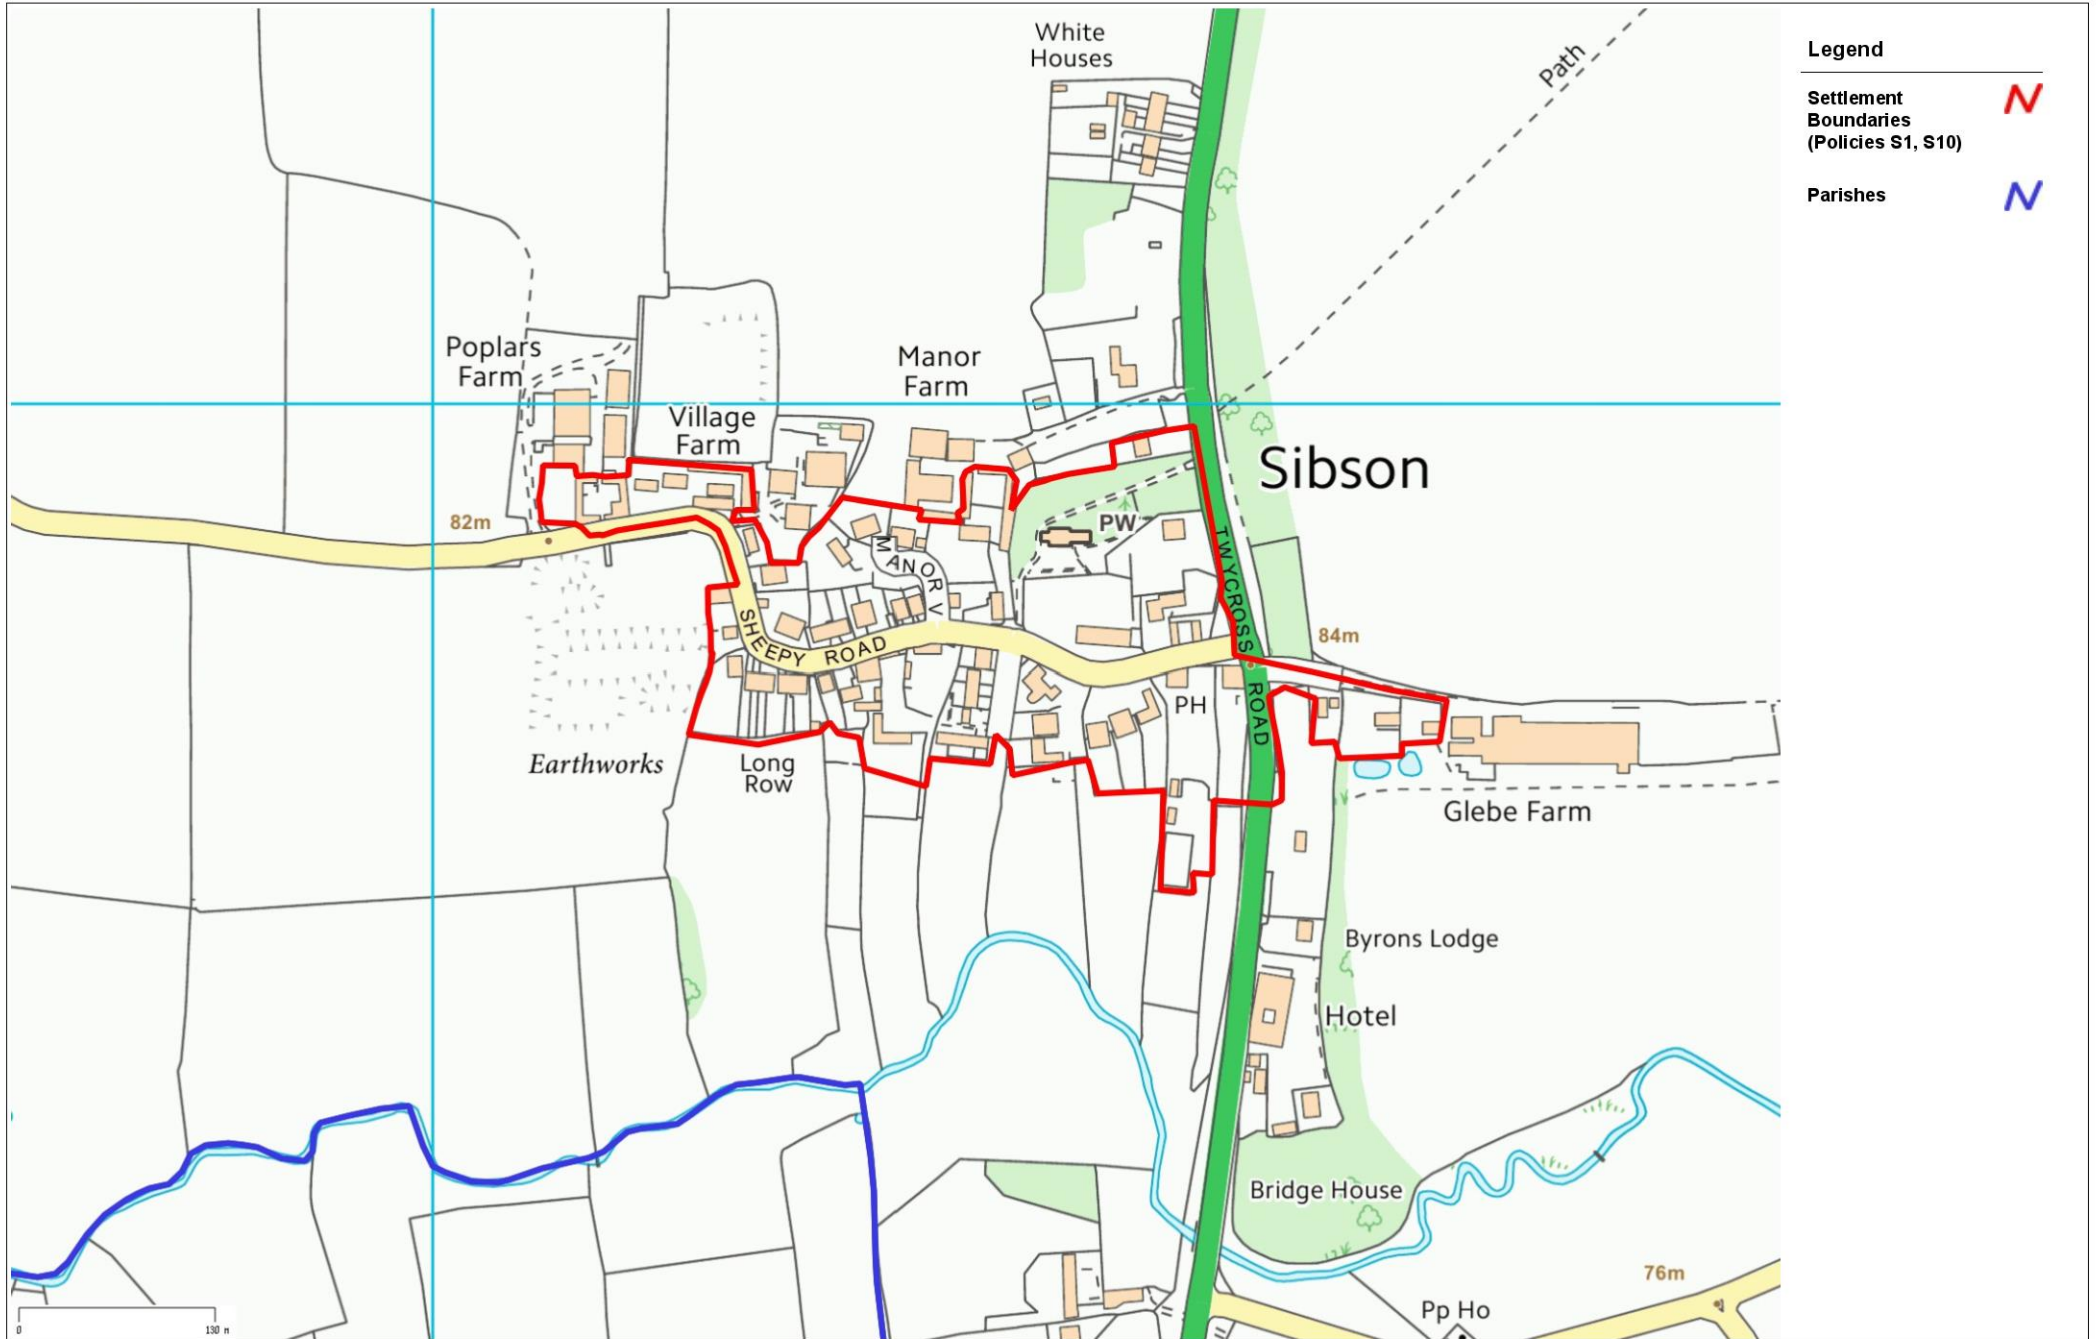 White
Houses
Path
Legend
Settlement
Boundaries
(Policies S1, S10)
Parishes
Poplars
Farm
Manor
Farm
Village
Farm
Sibson
82m
PW
MANOR V
TWYCROSS ROAD
SHEEPY ROAD
84m
PH
Earthworks
Long
Row
Glebe Farm
Byrons Lodge
Hotel
Bridge House
76m
Pp Ho
0 130 M